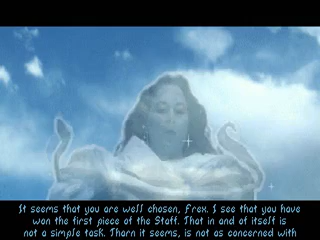 It seems that you are well chosen, Frex. I see that you have
won the first piece of the Staff. That in and of itself is
not a simple task. Tharn it seems, is not as concerned with